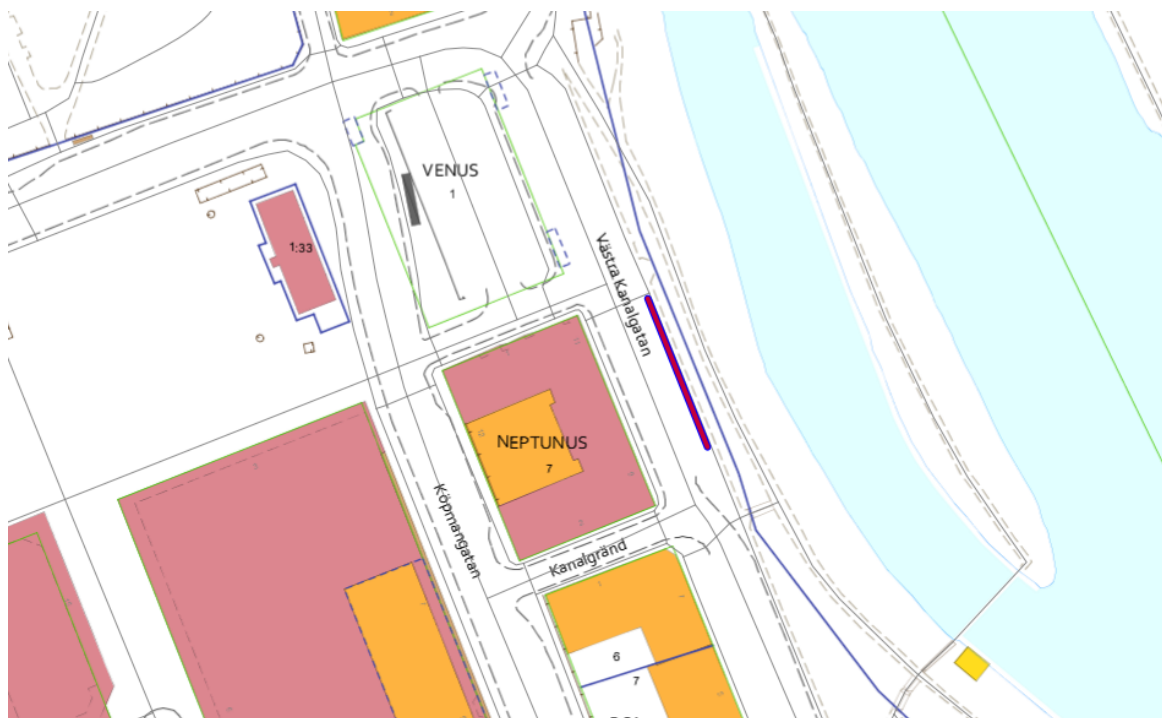 VENUS
1
1:33
Västra Kanalgatan
NEPTUNUS
7
Köpmangatan
Kanalgränd
6
7